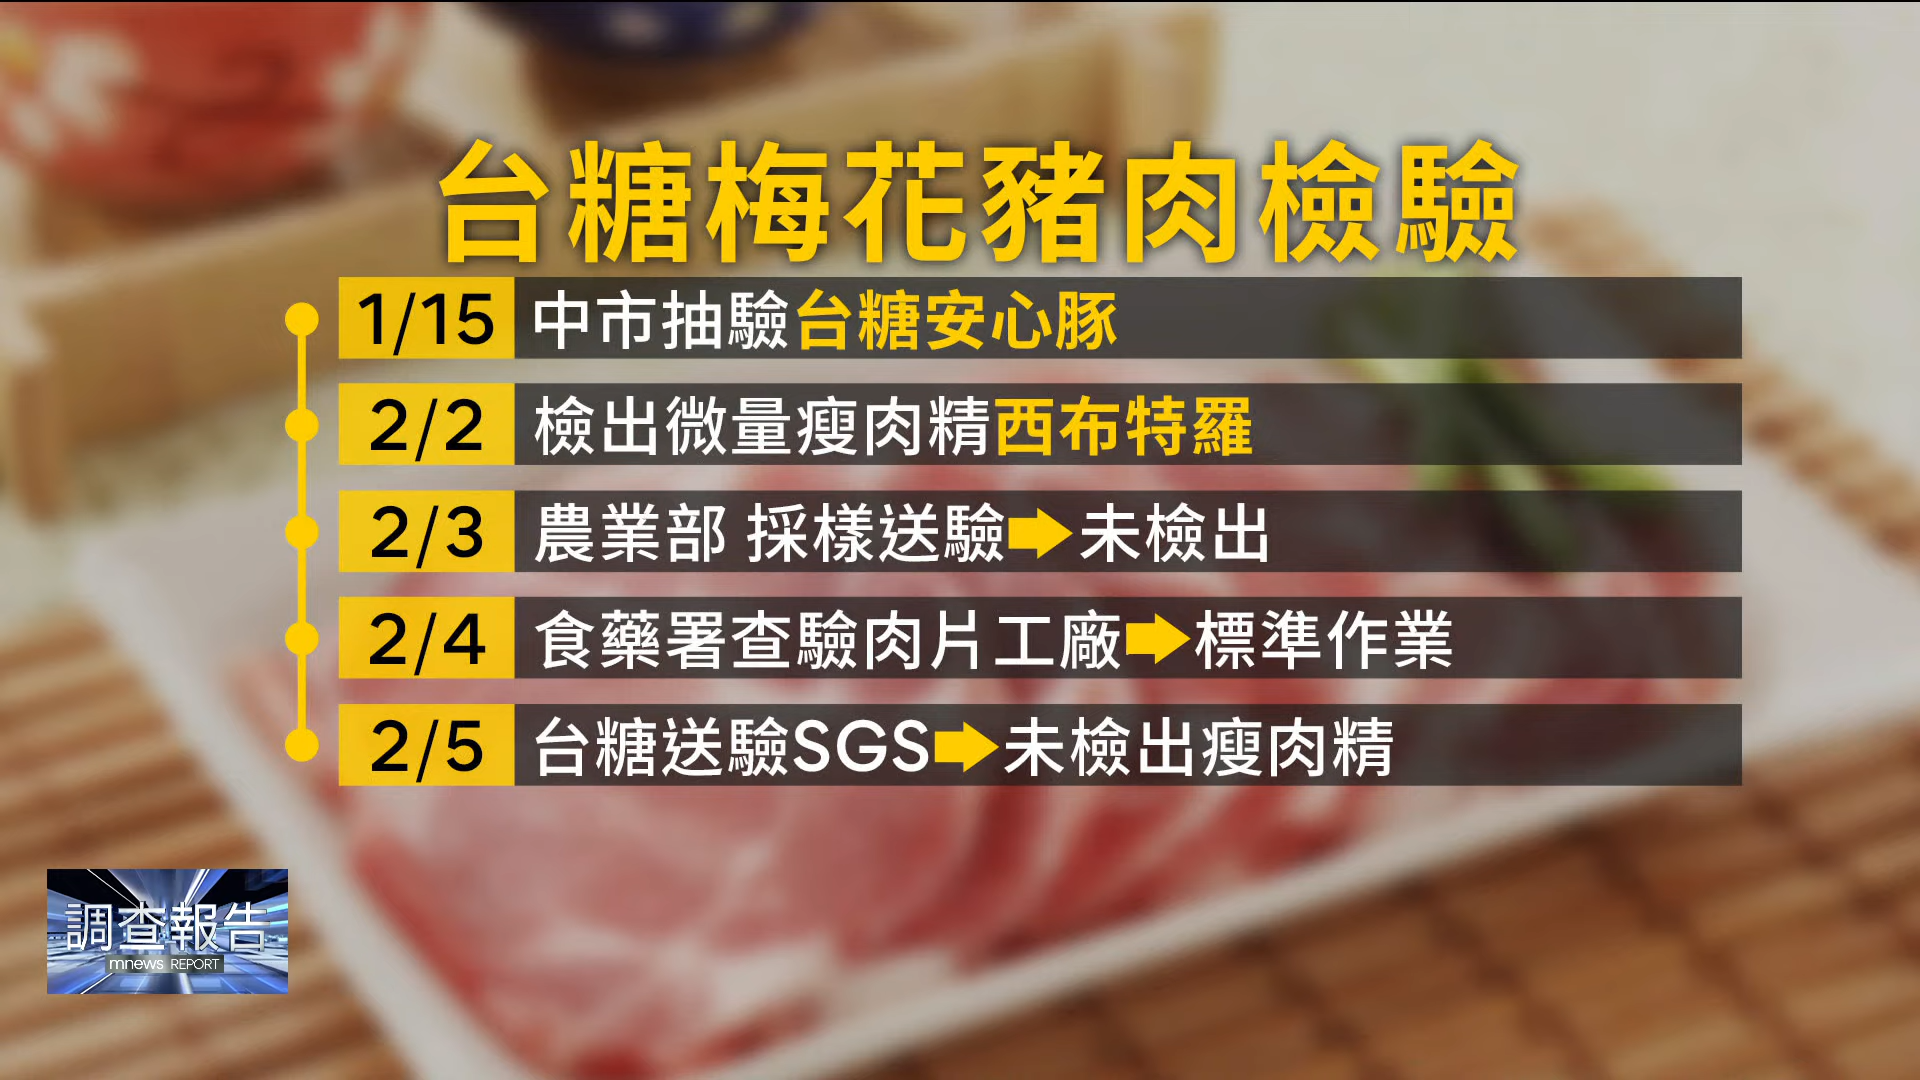 台糖梅花豬肉檢驗
1/15 中市抽驗台糖安心豚
2/2 檢出微量瘦肉精西布特羅
2/3 農業部 採樣送驗➡未檢出
2/4 食藥署查驗肉片工廠➡標準作業
2/5 台糖送驗SGS➡未檢出瘦肉精
調查報告
mnews REPORT